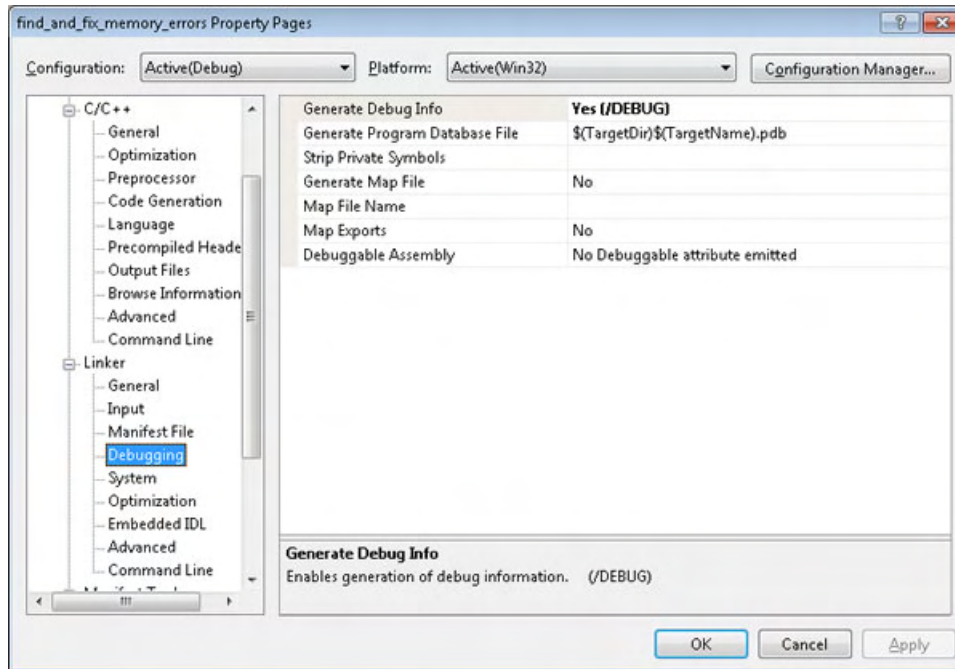 find_and_fix_memory_errors Property Pages
Configuration: Active(Debug) Platform: Active(Win32) Configuration Manager...
C/C++
General
Optimization
Preprocessor
Code Generation
Language
Precompiled Heade
Output Files
Browse Information
Advanced
Command Line
Linker
General
Input
Manifest File
Debugging
System
Optimization
Embedded IDL
Advanced
Command Line
Generate Debug Info Yes (/DEBUG)
Generate Program Database File $(TargetDir)$(TargetName).pdb
Strip Private Symbols
Generate Map File No
Map File Name
Map Exports No
Debuggable Assembly No Debuggable attribute emitted
Generate Debug Info
Enables generation of debug information. (/DEBUG)
OK Cancel Apply